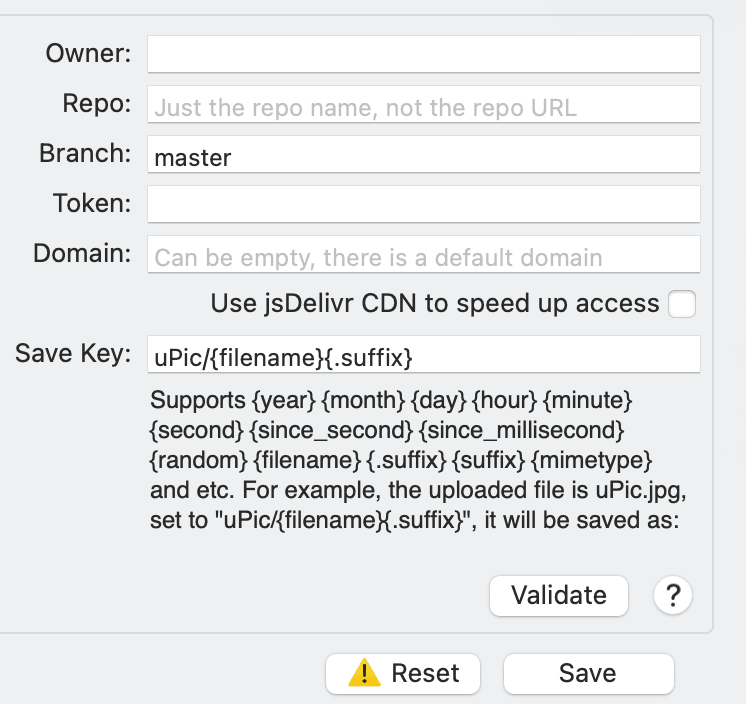 Owner:
Repo: Just the repo name, not the repo URL
Branch: master
Token:
Domain: Can be empty, there is a default domain
Use jsDelivr CDN to speed up access
Save Key: uPic/{filename}{.suffix}
Supports {year} {month} {day} {hour} {minute}
{second} {since_second} {since_millisecond}
{random} {filename} {.suffix} {suffix} {mimetype}
and etc. For example, the uploaded file is uPic.jpg,
set to "uPic/{filename}{.suffix}", it will be saved as:
Validate ?
Reset Save